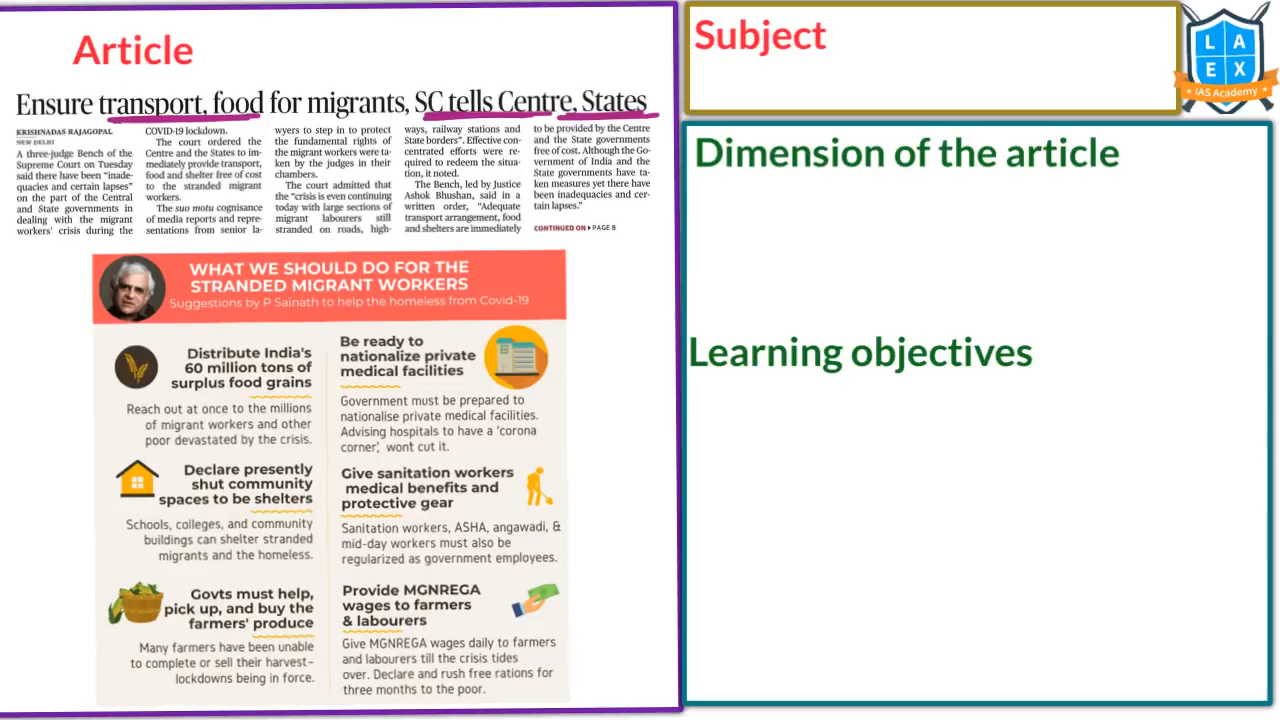 Article
Ensure transport, food for migrants, SC tells Centre, States
KRISHNADAS RAJAGOPAL
NEW DELHI
A three-judge Bench of the
Supreme Court on Tuesday
said there have been “inade-
quacies and certain lapses”
on the part of the Central
and State governments in
dealing with the migrant
workers’ crisis during the
COVID-19 lockdown.
The court ordered the
Centre and the States to im-
mediately provide transport,
food and shelter free of cost
to the stranded migrant
workers.
The suo motu cognisance
of media reports and repre-
sentations from senior la-
wyers to step in to protect
the fundamental rights of
the migrant workers were ta-
ken by the judges in their
chambers.
The court admitted that
the “crisis is even continuing
today with large sections of
migrant labourers still
stranded on roads, high-
ways, railway stations and
State borders”. Effective con-
centrated efforts were re-
quired to redeem the situa-
tion, it noted.
The Bench, led by Justice
Ashok Bhushan, said in a
written order, “Adequate
transport arrangement, food
and shelters are immediately
to be provided by the Centre
and the State governments
free of cost. Although the Go-
vernment of India and the
State governments have ta-
ken measures yet there have
been inadequacies and cer-
tain lapses.”
CONTINUED ON PAGE 8
WHAT WE SHOULD DO FOR THE
STRANDED MIGRANT WORKERS
Suggestions by P Sainath to help the homeless from Covid-19
Distribute India's
60 million tons of
surplus food grains
Reach out at once to the millions
of migrant workers and other
poor devastated by the crisis.
Declare presently
shut community
spaces to be shelters
Schools, colleges, and community
buildings can shelter stranded
migrants and the homeless.
Govts must help,
pick up, and buy the
farmers' produce
Many farmers have been unable
to complete or sell their harvest–
lockdowns being in force.
Be ready to
nationalize private
medical facilities
Government must be prepared to
nationalise private medical facilities.
Advising hospitals to have a 'corona
corner', wont cut it.
Give sanitation workers
medical benefits and
protective gear
Sanitation workers, ASHA, angawadi, &
mid-day workers must also be
regularized as government employees.
Provide MGNREGA
wages to farmers
& labourers
Give MGNREGA wages daily to farmers
and labourers till the crisis tides
over. Declare and rush free rations for
three months to the poor.
Subject
L A
E X
IAS Academy
Dimension of the article
Learning objectives